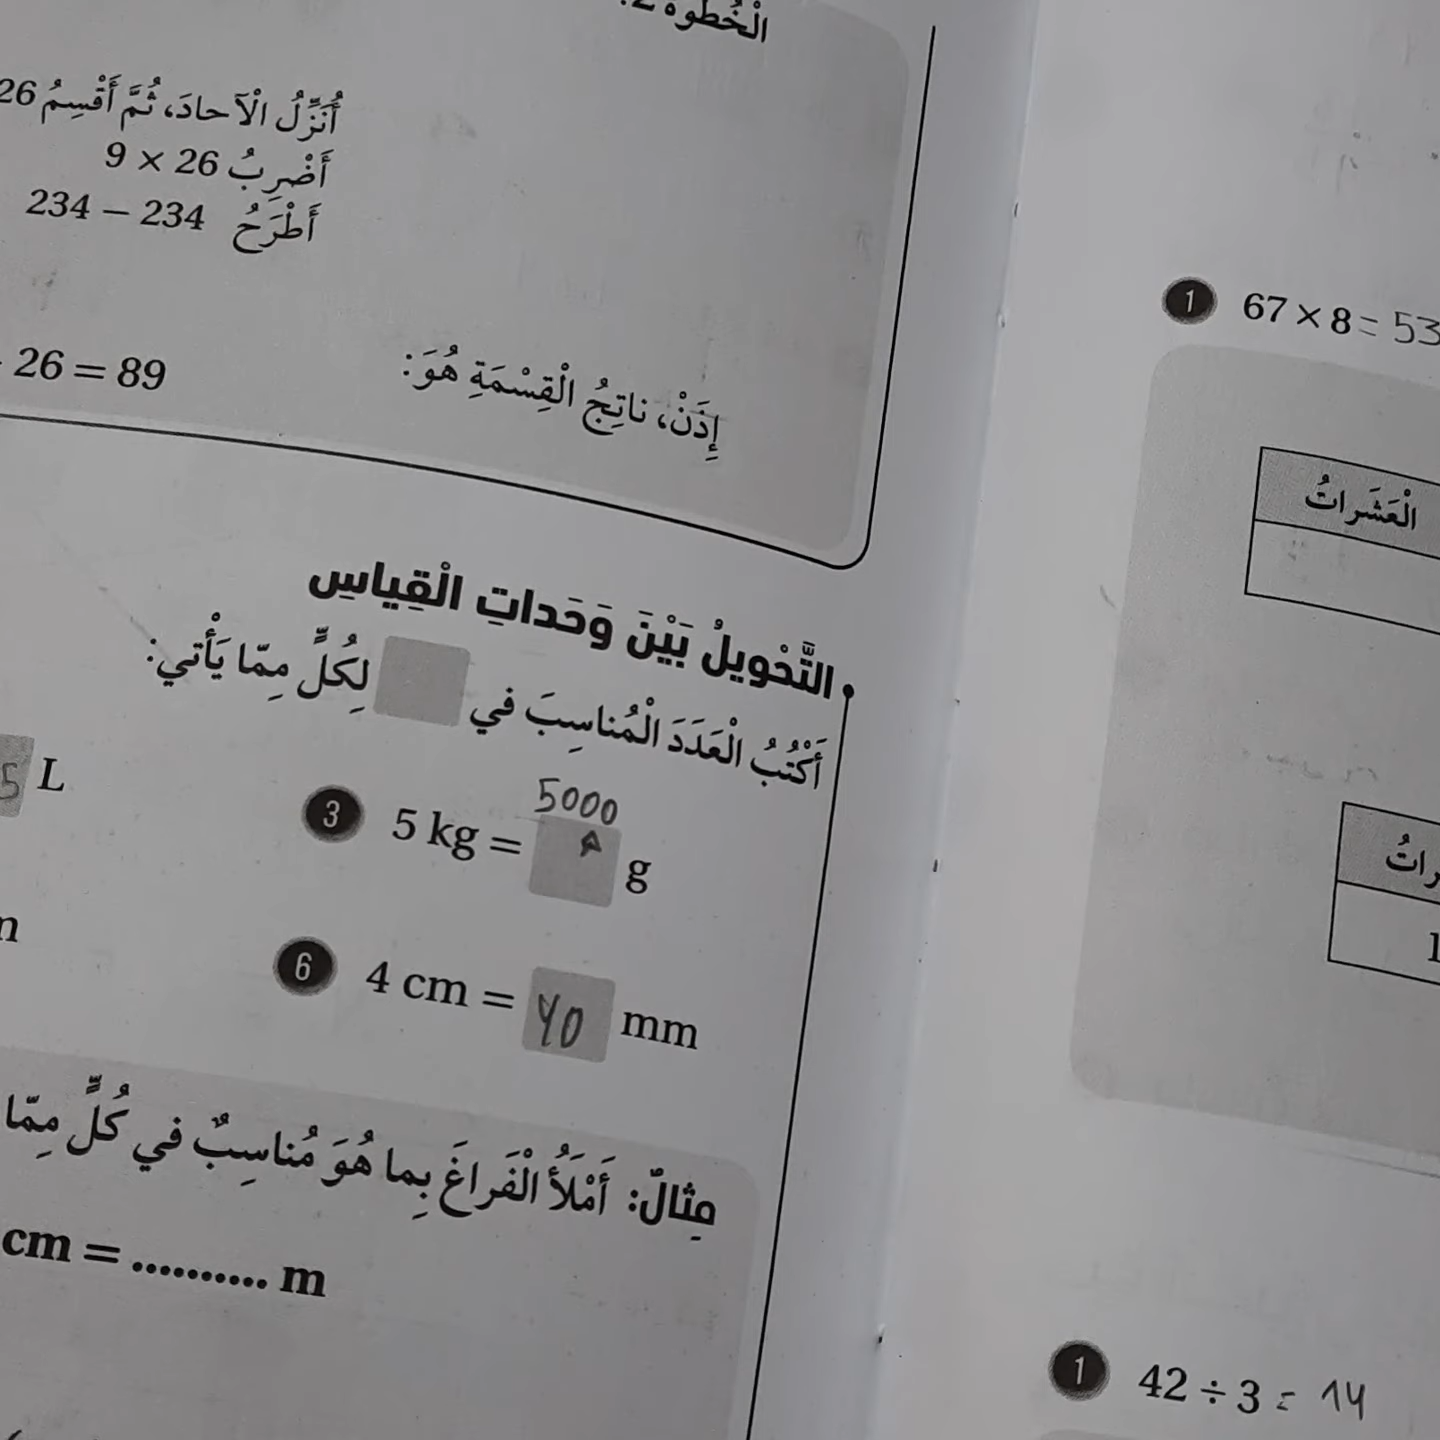 أُنَزِّلُ الْآحادَ، ثُمَّ أَقْسِمُ 26
أَضْرِبُ 26 × 9
أَطْرَحُ 234 – 234
إِذَنْ، ناتِجُ الْقِسْمَةِ هُوَ:
26 = 89
التَّحْويلُ بَيْنَ وَحَداتِ الْقِياسِ
أَكْتُبُ الْعَدَدَ الْمُناسِبَ في لِكُلٍّ مِمّا يَأْتي:
5 L
3 5 kg = 5000 g
6 4 cm = 40 mm
مِثالٌ: أَمْلَأُ الْفَراغَ بِما هُوَ مُناسِبٌ في كُلٍّ مِمّا
cm = .......... m
1 67 × 8 = 53
الْعَشَراتُ
1 42 ÷ 3 = 14